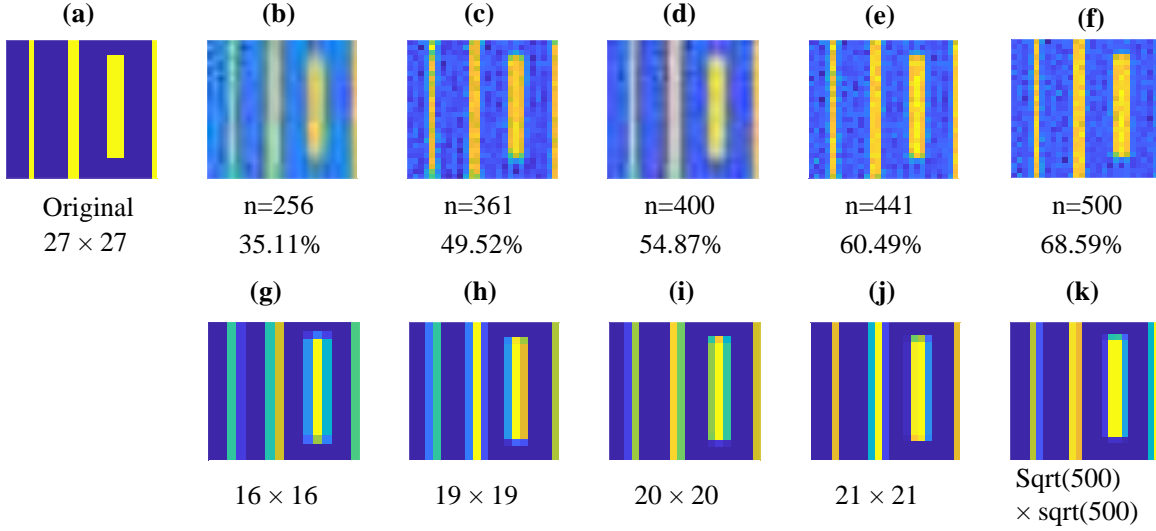 (a) (b) (c) (d) (e) (f)
Original n=256 n=361 n=400 n=441 n=500
27 × 27 35.11% 49.52% 54.87% 60.49% 68.59%
(g) (h) (i) (j) (k)
16 × 16 19 × 19 20 × 20 21 × 21 Sqrt(500)
× sqrt(500)